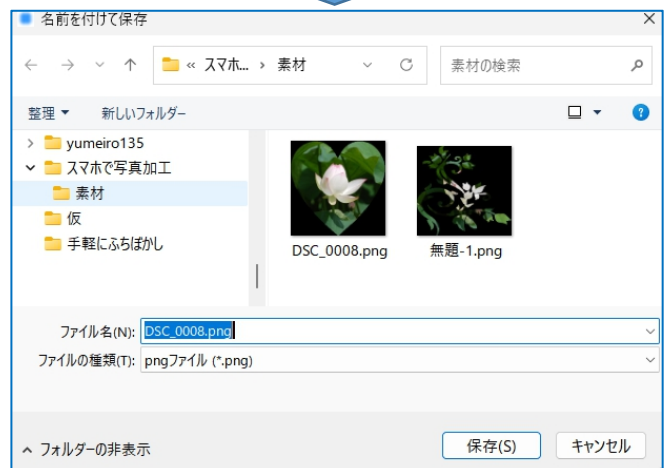 名前を付けて保存
« スマホ... › 素材
素材の検索
整理
新しいフォルダー
yumeiro135
スマホで写真加工
素材
仮
手軽にふちぼかし
DSC_0008.png
無題-1.png
ファイル名(N): DSC_0008.png
ファイルの種類(T): pngファイル (*.png)
フォルダーの非表示
保存(S)
キャンセル